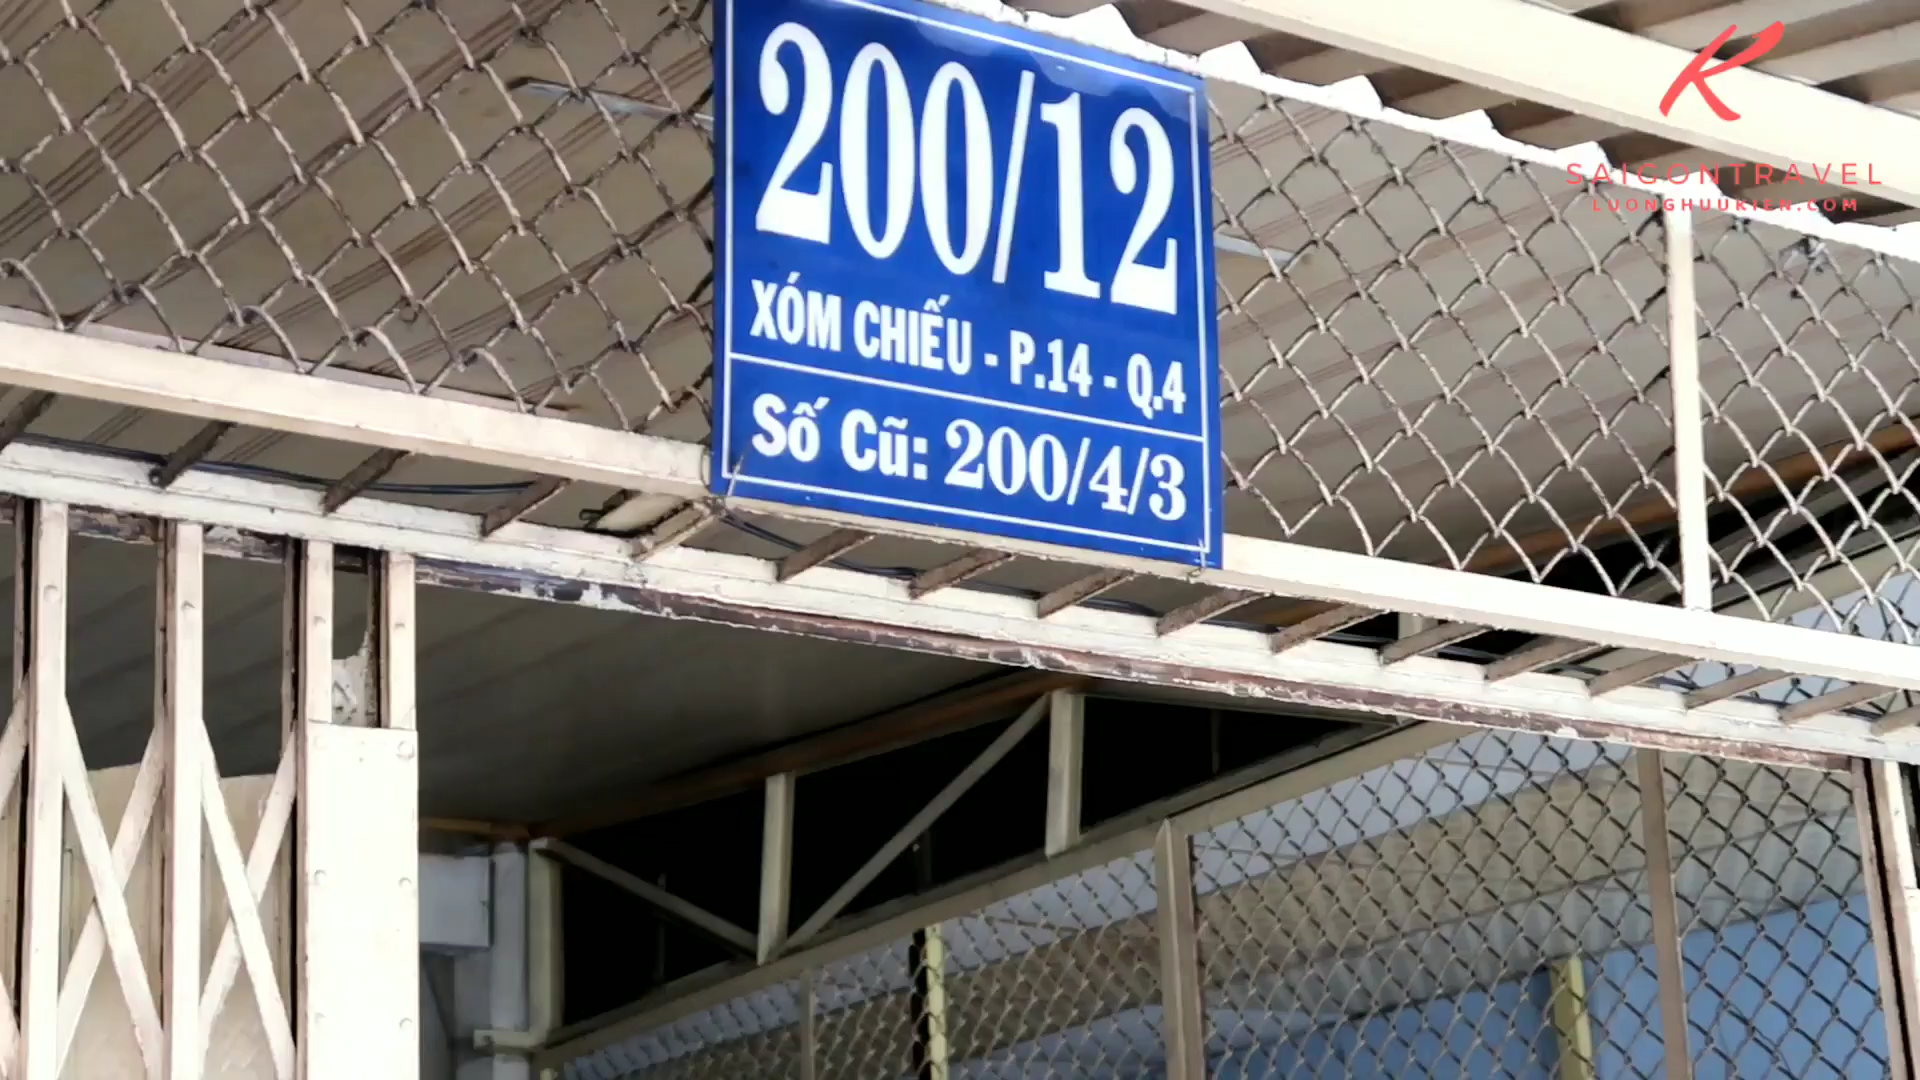 200/12
XÓM CHIẾU - P.14 - Q.4
Số Cũ: 200/4/3
K
SAIGONTRAVEL
LUONGHUUKIEN.COM